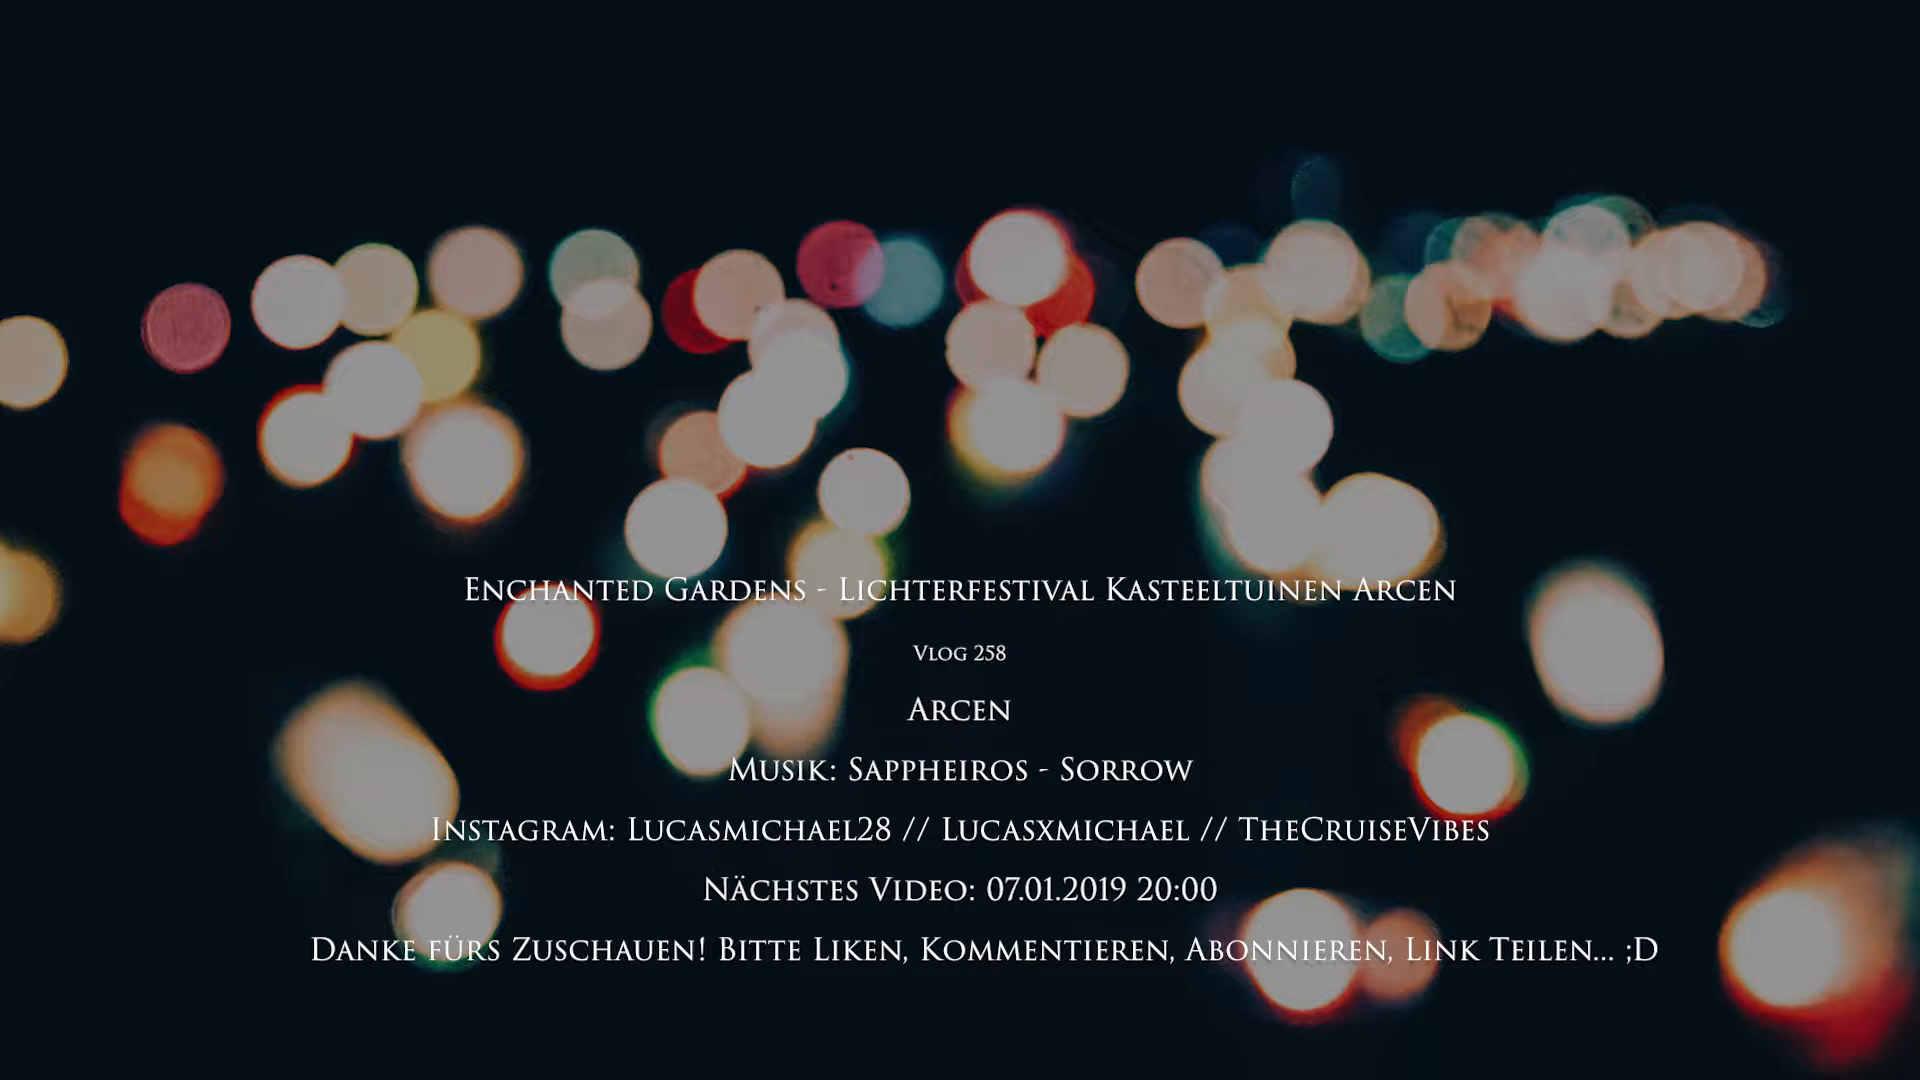 Enchanted Gardens - Lichterfestival Kasteeltuinen Arcen
Vlog 258
Arcen
Musik: Sappheiros - Sorrow
Instagram: Lucasmichael28 // Lucasxmichael // TheCruiseVibes
Nächstes Video: 07.01.2019 20:00
Danke fürs Zuschauen! Bitte Liken, Kommentieren, Abonnieren, Link Teilen... ;D